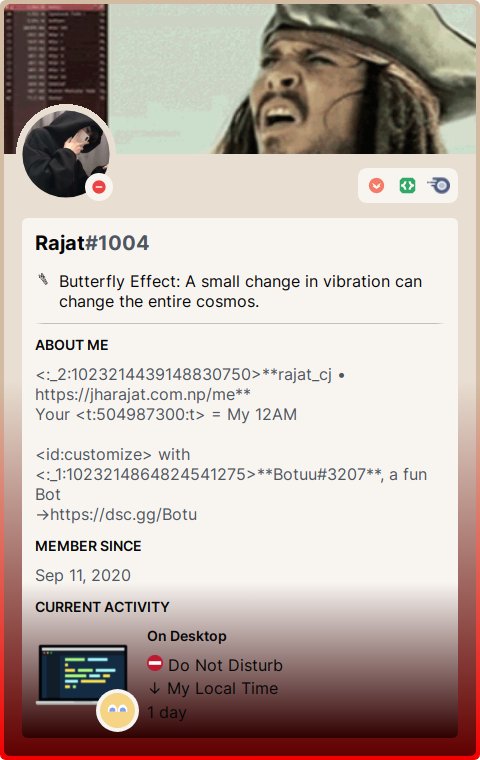 Rajat#1004
Butterfly Effect: A small change in vibration can
change the entire cosmos.
ABOUT ME
<:_2:1023214439148830750>**rajat_cj •
https://jharajat.com.np/me**
Your <t:504987300:t> = My 12AM
<id:customize> with
<:_1:1023214864824541275>**Botuu#3207**, a fun
Bot
→https://dsc.gg/Botu
MEMBER SINCE
Sep 11, 2020
CURRENT ACTIVITY
On Desktop
Do Not Disturb
↓ My Local Time
1 day